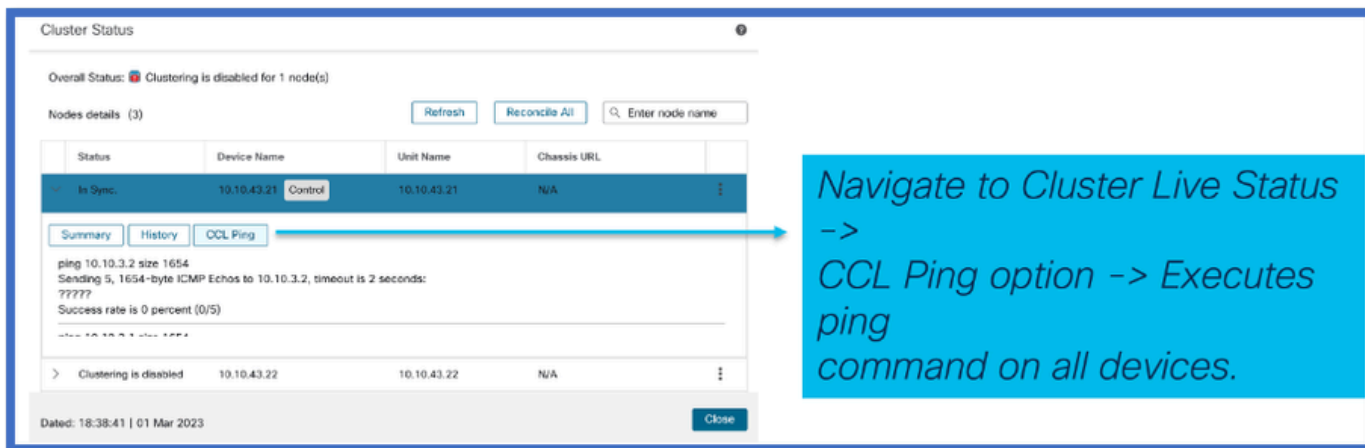 Cluster Status
Overall Status: Clustering is disabled for 1 node(s)
Nodes details (3)
Refresh
Reconcile All
Enter node name
Status Device Name Unit Name Chassis URL
In Sync. 10.10.43.21 Control 10.10.43.21 N/A
Summary History CCL Ping
ping 10.10.3.2 size 1654
Sending 5, 1654-byte ICMP Echos to 10.10.3.2, timeout is 2 seconds:
?????
Success rate is 0 percent (0/5)
Clustering is disabled 10.10.43.22 10.10.43.22 N/A
Dated: 18:38:41 | 01 Mar 2023
Close
Navigate to Cluster Live Status
->
CCL Ping option -> Executes
ping
command on all devices.